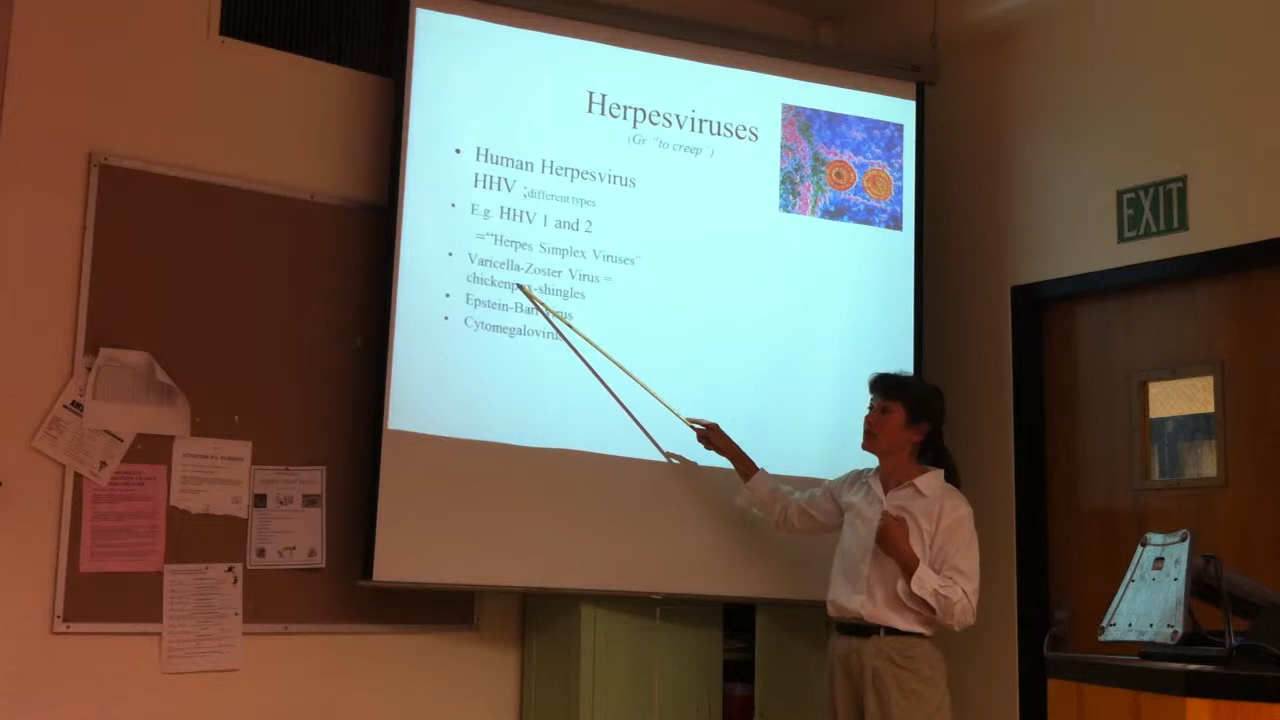 Herpesviruses
(Gr "to creep")
• Human Herpesvirus
HHV ;different types
• E.g. HHV 1 and 2
="Herpes Simplex Viruses"
• Varicella-Zoster Virus =
chickenpox-shingles
• Epstein-Barr Virus
• Cytomegalovirus
EXIT